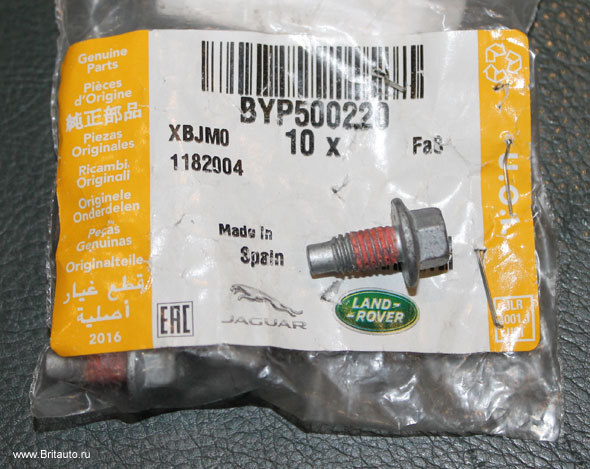 Genuine
Parts
Pièces
d'Origine
純正部品
Piezas
Originales
Ricambi
Originali
Originele
Onderdelen
Peças
Genuínas
Originalteile
قطع غيار
أصلية
2016
BYP500220
XBJM0
10 x
1182004
Made in
Spain
EAC
JAGUAR
LAND-
-ROVER
www.Britauto.ru